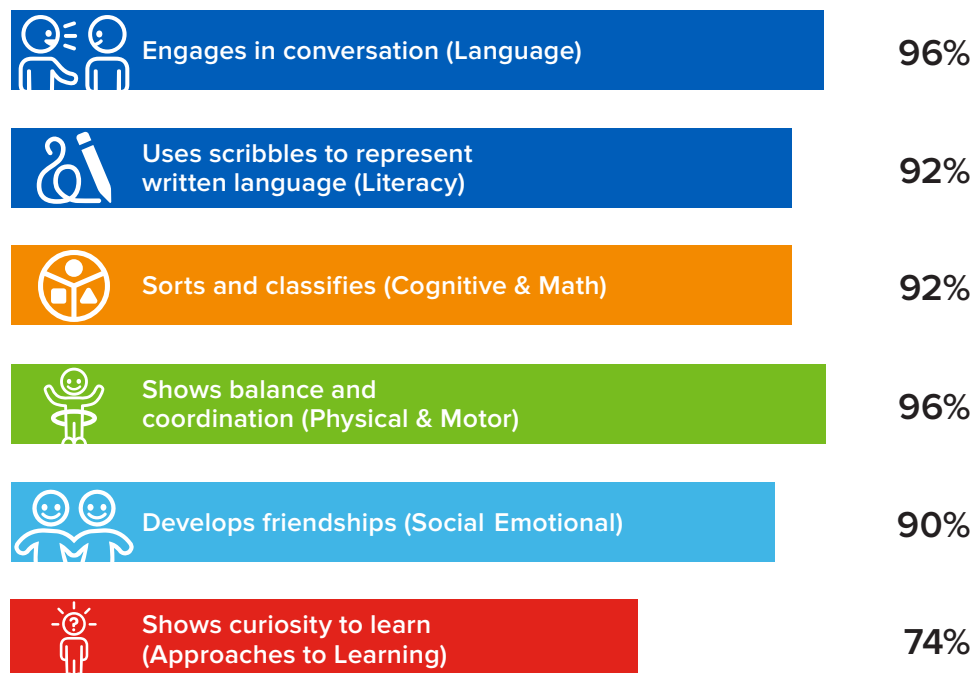 Engages in conversation (Language)
96%
Uses scribbles to represent
written language (Literacy)
92%
Sorts and classifies (Cognitive & Math)
92%
Shows balance and
coordination (Physical & Motor)
96%
Develops friendships (Social Emotional)
90%
?
Shows curiosity to learn
(Approaches to Learning)
74%